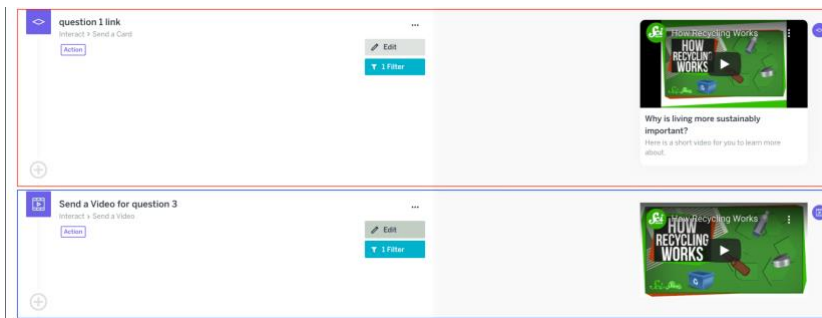 question 1 link
Interact > Send a Card
Action
...
Edit
1 Filter
How Recycling Works
HOW
RECYCLING
WORKS
Why is living more sustainably
important?
Here is a short video for you to learn more
about.
Send a Video for question 3
Interact > Send a Video
Action
...
Edit
1 Filter
How Recycling Works
HOW
RECYCLING
WORKS